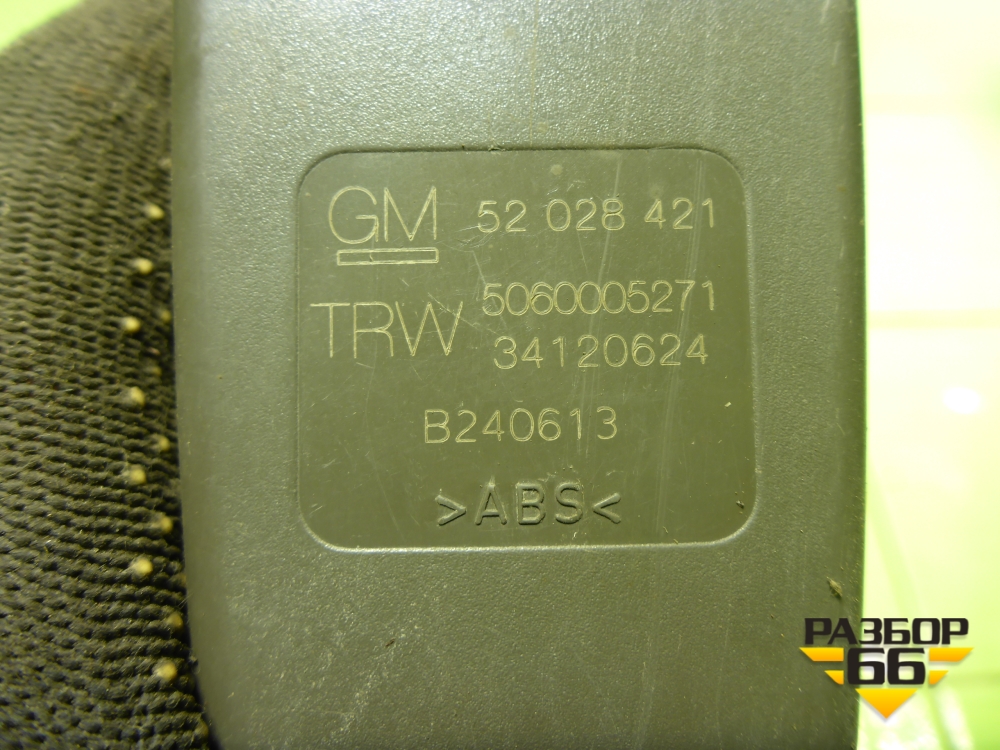 GM 52 028 421
TRW 5060005271
34120624
B240613
>ABS<
РАЗБОР
66